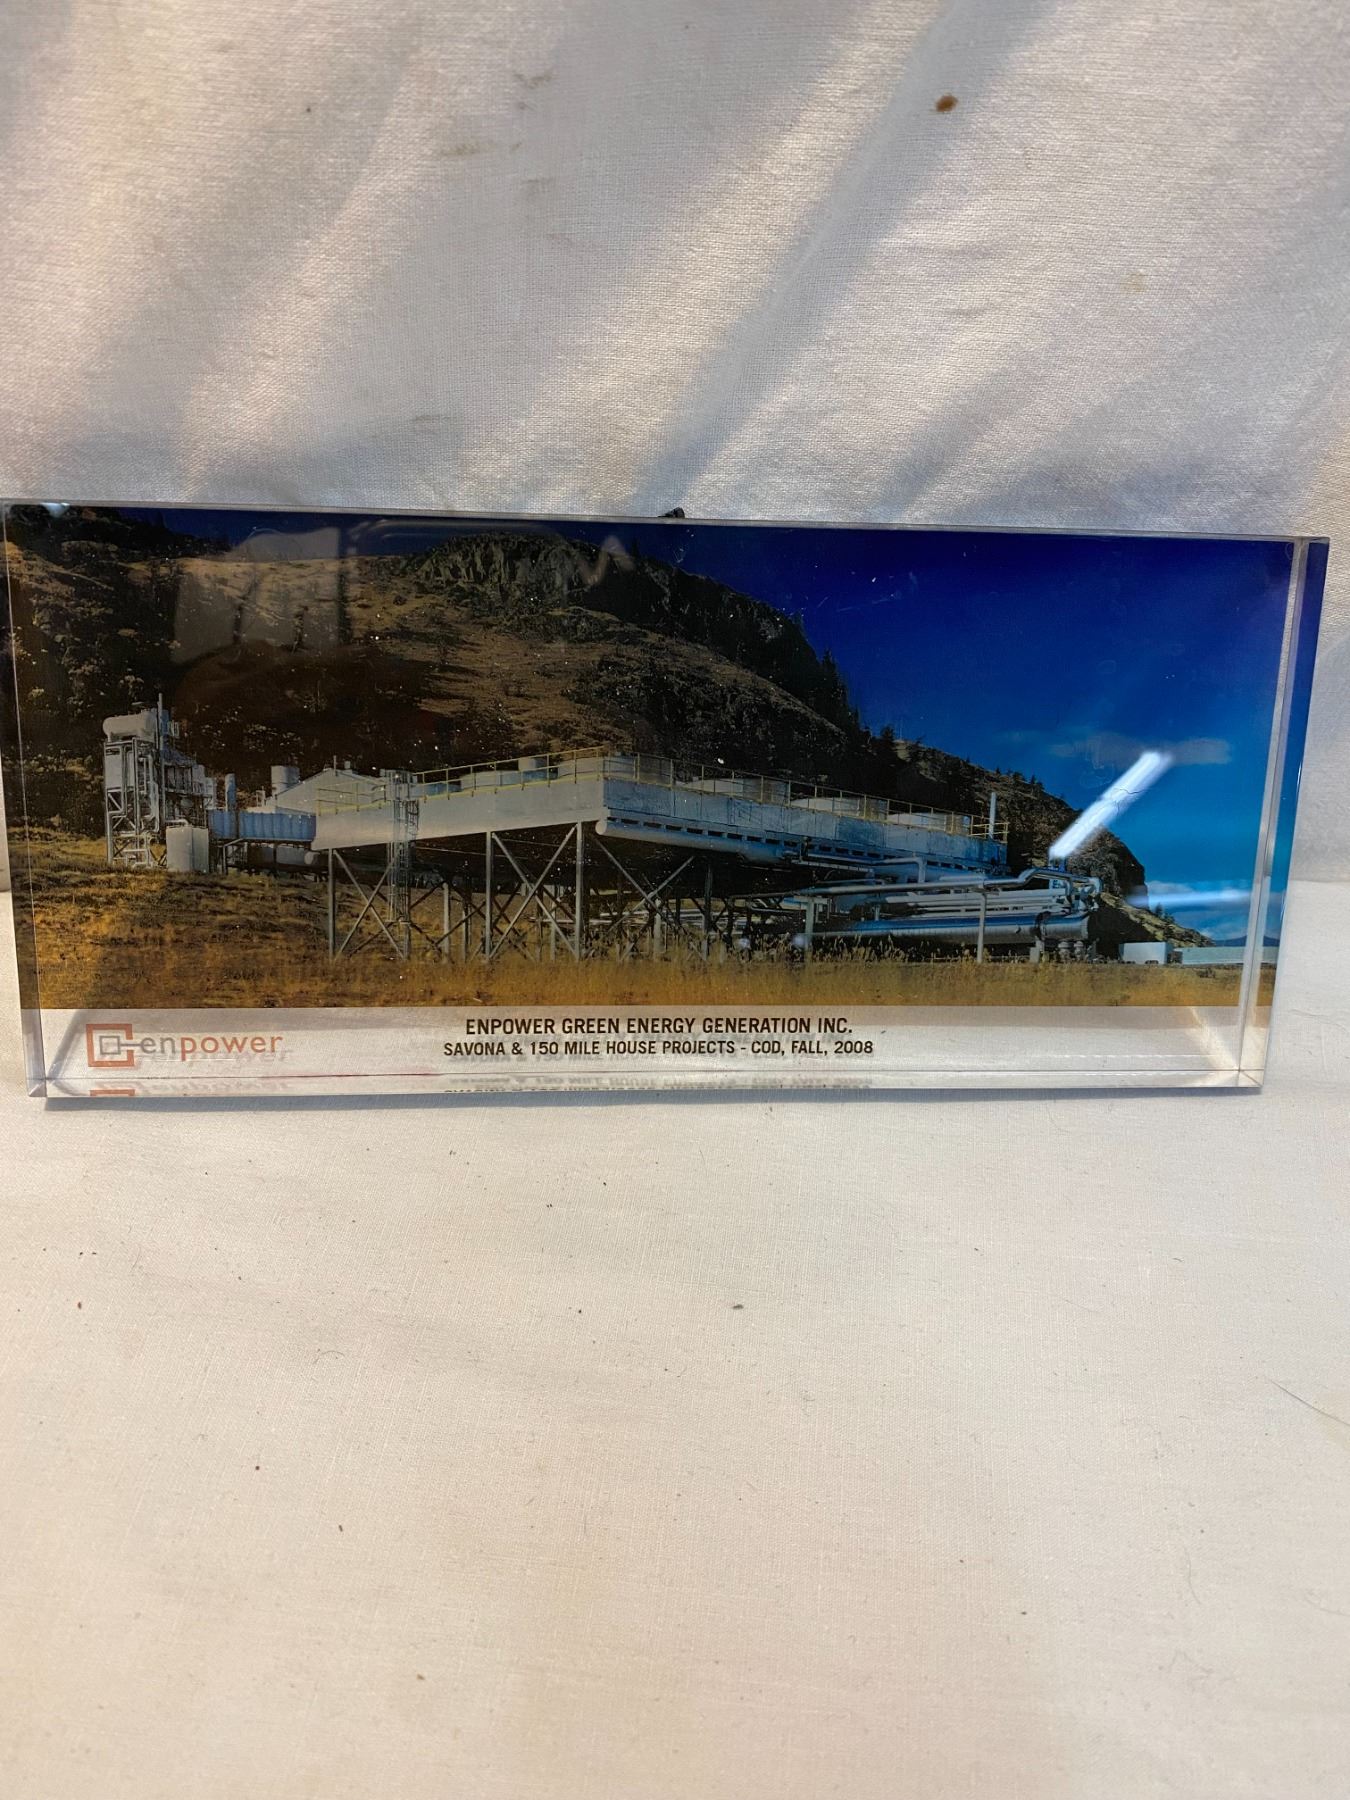 ENPOWER GREEN ENERGY GENERATION INC.
SAVONA & 150 MILE HOUSE PROJECTS - COD, FALL, 2008
enpower